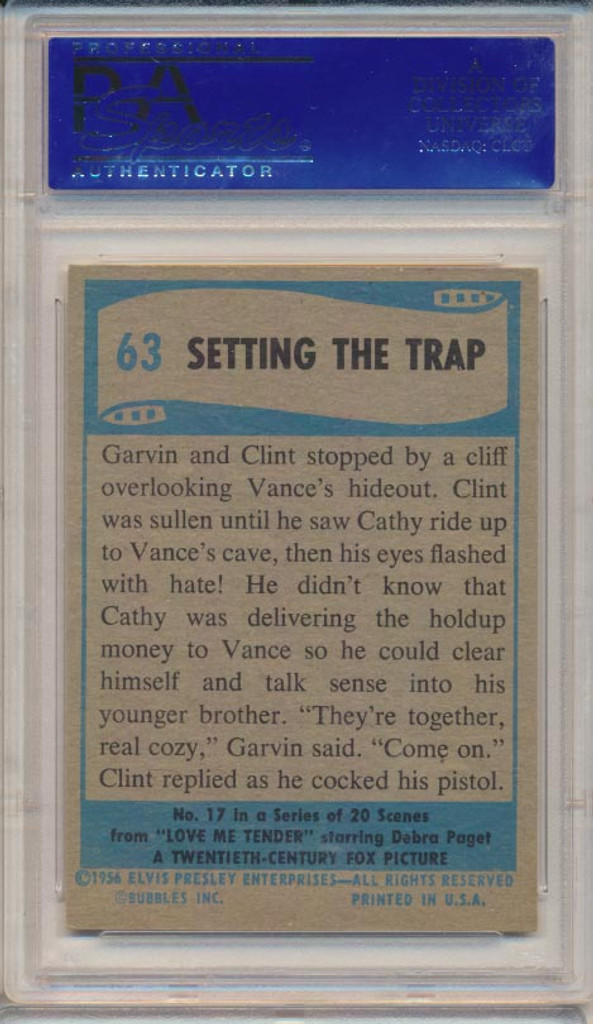 PROFESSIONAL
PSA
Sports
AUTHENTICATOR
A
DIVISION OF
COLLECTORS
UNIVERSE
NASDAQ: CLCT
63 SETTING THE TRAP
Garvin and Clint stopped by a cliff
overlooking Vance's hideout. Clint
was sullen until he saw Cathy ride up
to Vance's cave, then his eyes flashed
with hate! He didn't know that
Cathy was delivering the holdup
money to Vance so he could clear
himself and talk sense into his
younger brother. “They're together,
real cozy,” Garvin said. “Come on.”
Clint replied as he cocked his pistol.
No. 17 in a Series of 20 Scenes
from "LOVE ME TENDER" starring Debra Paget
A TWENTIETH-CENTURY FOX PICTURE
©1956 ELVIS PRESLEY ENTERPRISES—ALL RIGHTS RESERVED
©BUBBLES INC. PRINTED IN U.S.A.